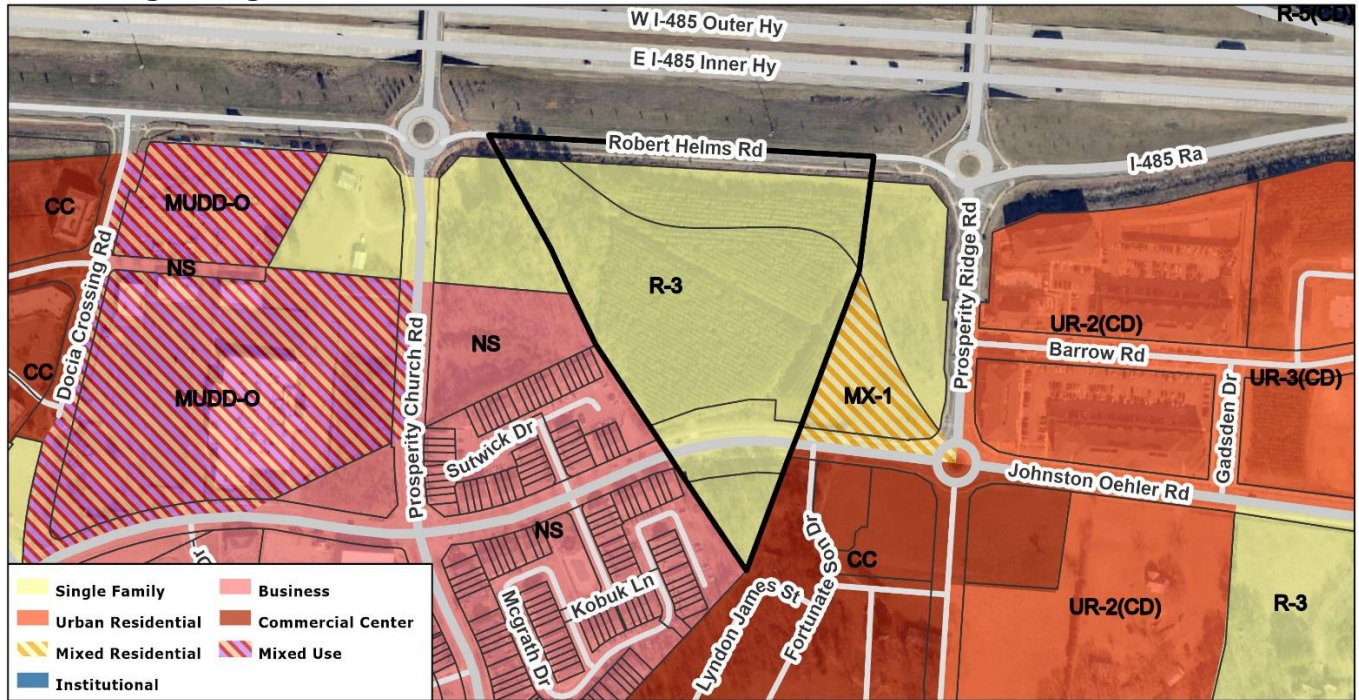 R-5(CD)
W I-485 Outer Hy
E I-485 Inner Hy
Robert Helms Rd
I-485 Ra
CC
MUDD-O
NS
R-3
NS
Docia Crossing Rd
CC
MUDD-O
Prosperity Church Rd
Prosperity Ridge Rd
UR-2(CD)
Barrow Rd
UR-3(CD)
MX-1
Gadsden Dr
Sutwick Dr
Johnston Oehler Rd
NS
Kobuk Ln
Mcgrath Dr
Lyndon James St
Fortunate Son Dr
CC
UR-2(CD)
R-3
Single Family
Business
Urban Residential
Commercial Center
Mixed Residential
Mixed Use
Institutional